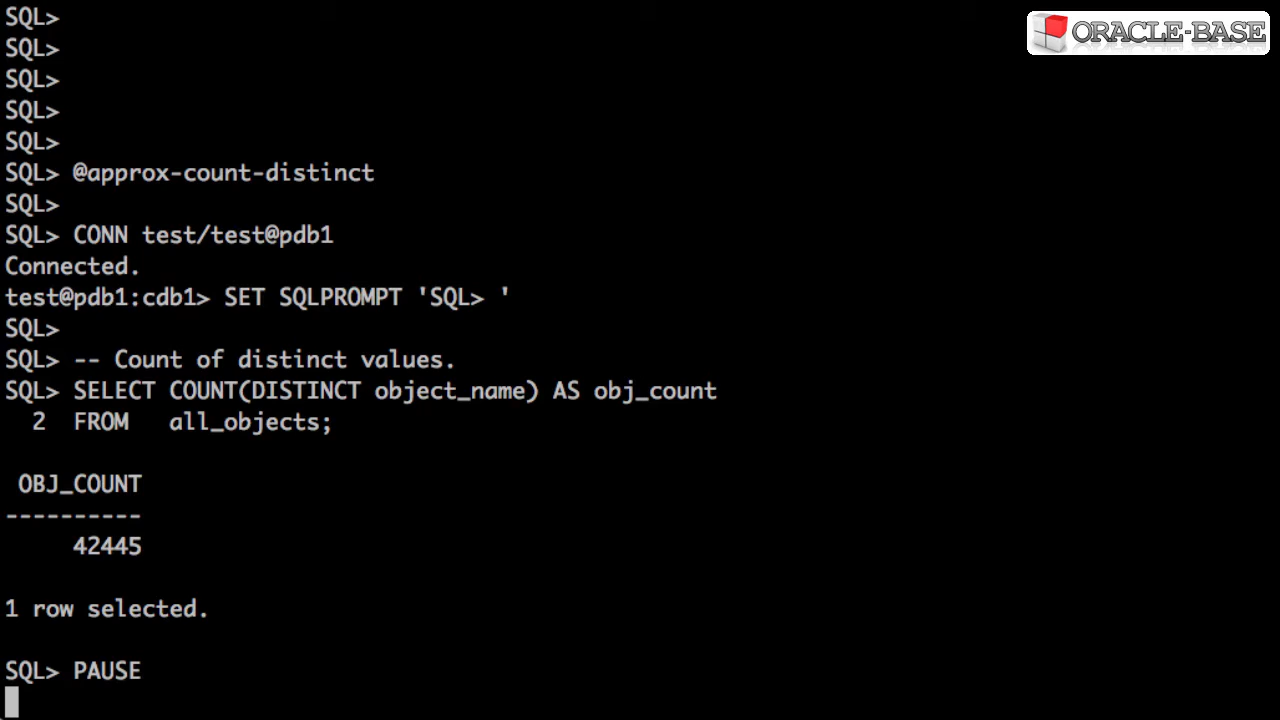 SQL>
ORACLE-BASE
SQL>
SQL>
SQL>
SQL>
SQL> @approx-count-distinct
SQL>
SQL> CONN test/test@pdb1
Connected.
test@pdb1:cdb1> SET SQLPROMPT 'SQL> '
SQL>
SQL> -- Count of distinct values.
SQL> SELECT COUNT(DISTINCT object_name) AS obj_count
  2  FROM   all_objects;

 OBJ_COUNT
----------
     42445

1 row selected.

SQL> PAUSE